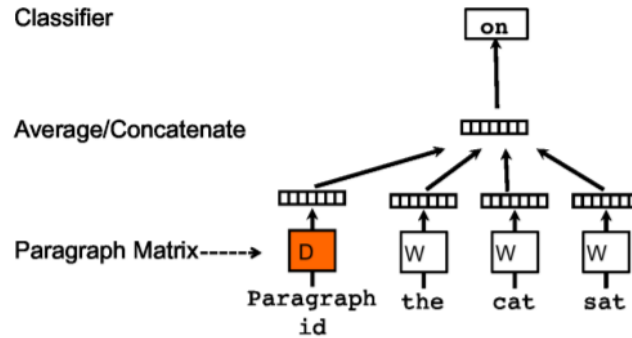 Classifier
on
Average/Concatenate
Paragraph Matrix
D
W
W
W
Paragraph
id
the
cat
sat